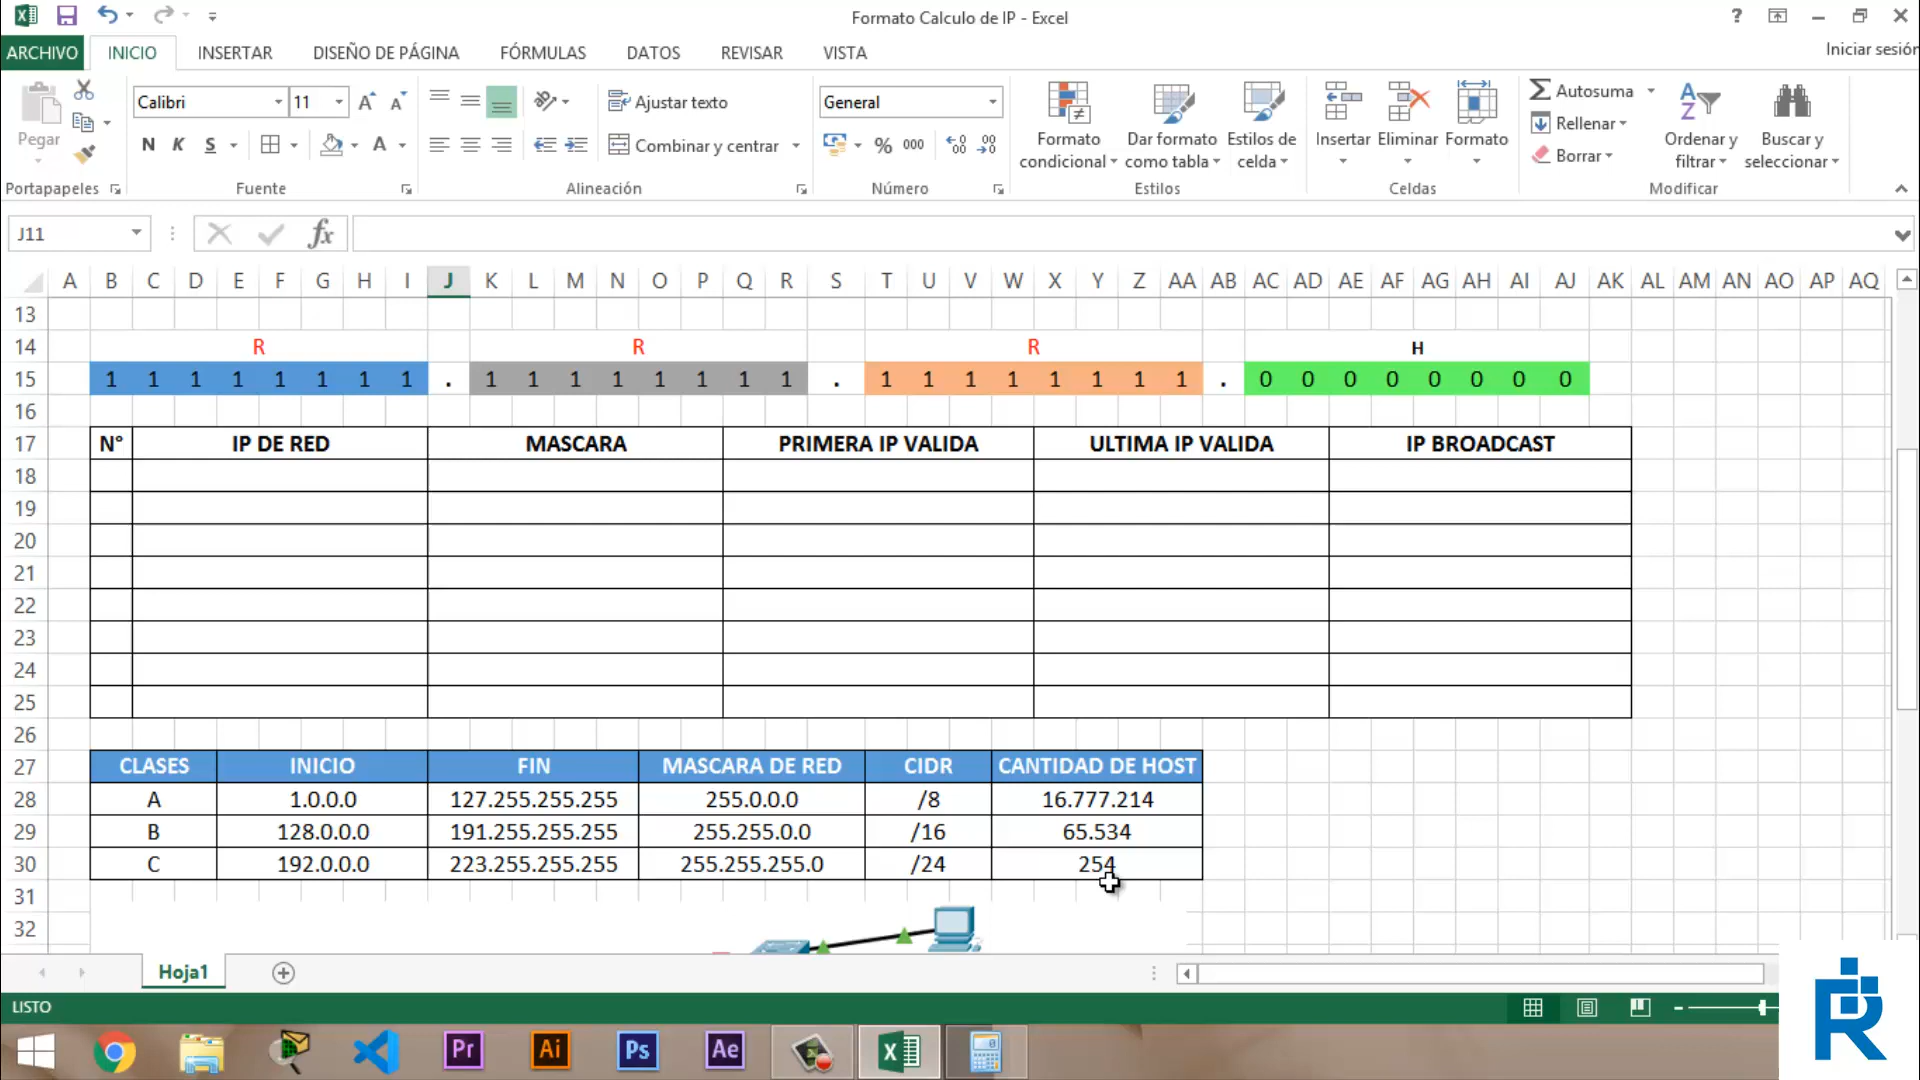 Formato Calculo de IP - Excel
?
Iniciar sesión
ARCHIVO INICIO INSERTAR DISEÑO DE PÁGINA FÓRMULAS DATOS REVISAR VISTA
Pegar
Portapapeles
Calibri 11
N K S
Fuente
Ajustar texto
Combinar y centrar
Alineación
General
% 000
Número
Formato condicional
Dar formato como tabla
Estilos de celda
Estilos
Insertar Eliminar Formato
Celdas
Autosuma
Rellenar
Borrar
Ordenar y filtrar
Buscar y seleccionar
Modificar
J11 fx
A B C D E F G H I J K L M N O P Q R S T U V W X Y Z AA AB AC AD AE AF AG AH AI AJ AK AL AM AN AO AP AQ
13
14 R R R H
15 1 1 1 1 1 1 1 1 . 1 1 1 1 1 1 1 1 . 1 1 1 1 1 1 1 1 . 0 0 0 0 0 0 0 0
16
17 N° IP DE RED MASCARA PRIMERA IP VALIDA ULTIMA IP VALIDA IP BROADCAST
18
19
20
21
22
23
24
25
26
27 CLASES INICIO FIN MASCARA DE RED CIDR CANTIDAD DE HOST
28 A 1.0.0.0 127.255.255.255 255.0.0.0 /8 16.777.214
29 B 128.0.0.0 191.255.255.255 255.255.0.0 /16 65.534
30 C 192.0.0.0 223.255.255.255 255.255.255.0 /24 254
31
32
Hoja1
LISTO
Pr Ai Ps Ae